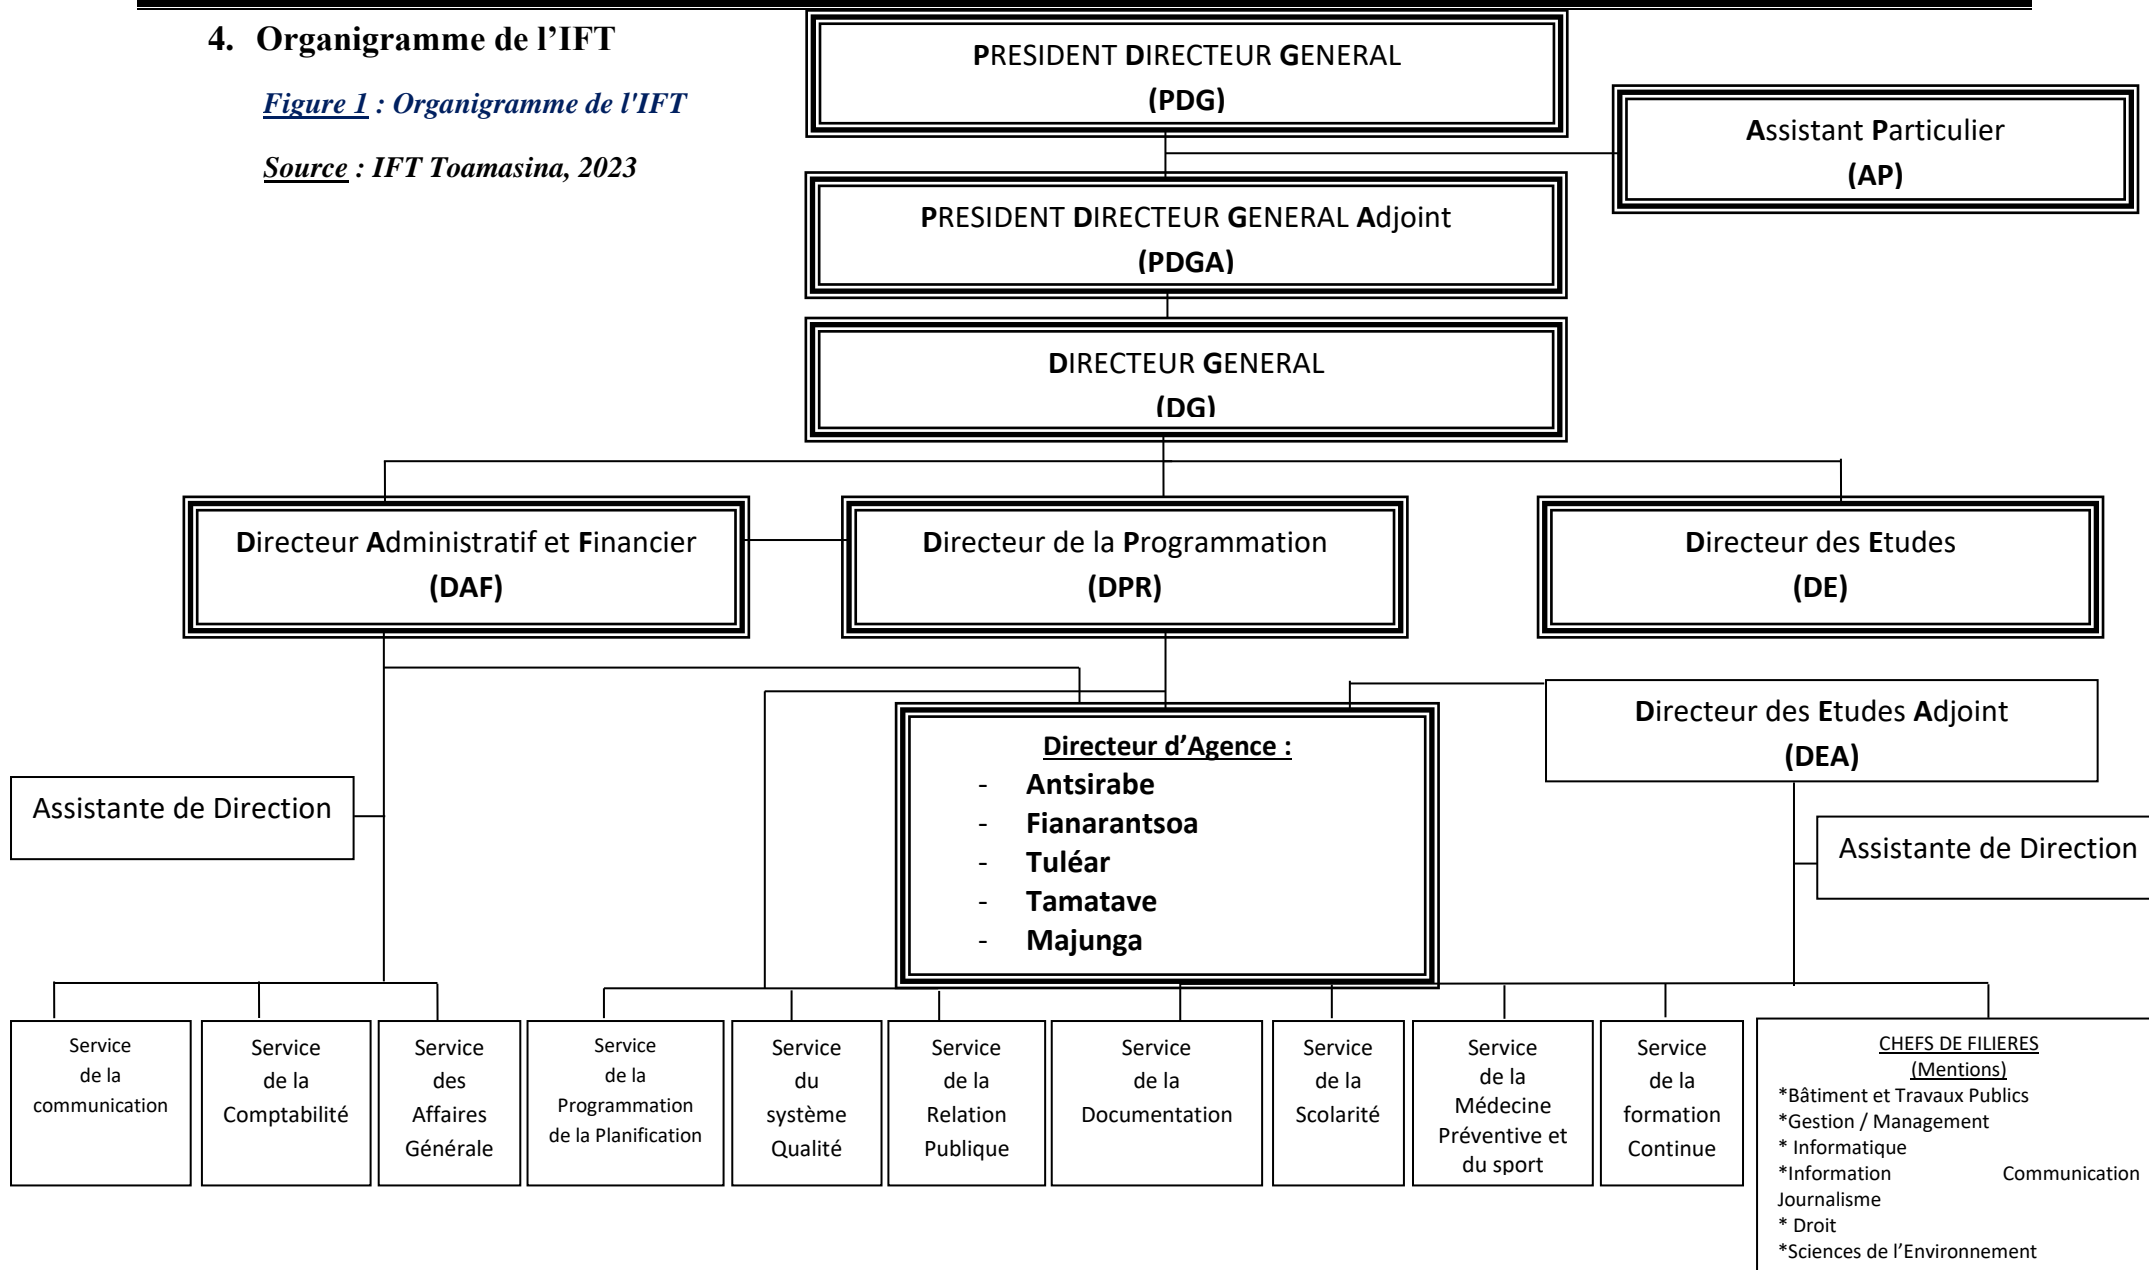 4. Organigramme de l’IFT
Figure 1 : Organigramme de l'IFT
Source : IFT Toamasina, 2023
PRESIDENT DIRECTEUR GENERAL
(PDG)
Assistant Particulier
(AP)
PRESIDENT DIRECTEUR GENERAL Adjoint
(PDGA)
DIRECTEUR GENERAL
(DG)
Directeur Administratif et Financier
(DAF)
Directeur de la Programmation
(DPR)
Directeur des Etudes
(DE)
Directeur des Etudes Adjoint
(DEA)
Directeur d’Agence :
- Antsirabe
- Fianarantsoa
- Tuléar
- Tamatave
- Majunga
Assistante de Direction
Assistante de Direction
Service
de la
communication
Service
de la
Comptabilité
Service
des
Affaires
Générale
Service
de la
Programmation
de la Planification
Service
du
système
Qualité
Service
de la
Relation
Publique
Service
de la
Documentation
Service
de la
Scolarité
Service
de la
Médecine
Préventive et
du sport
Service
de la
formation
Continue
CHEFS DE FILIERES
(Mentions)
*Bâtiment et Travaux Publics
*Gestion / Management
* Informatique
*Information Communication
Journalisme
* Droit
*Sciences de l’Environnement